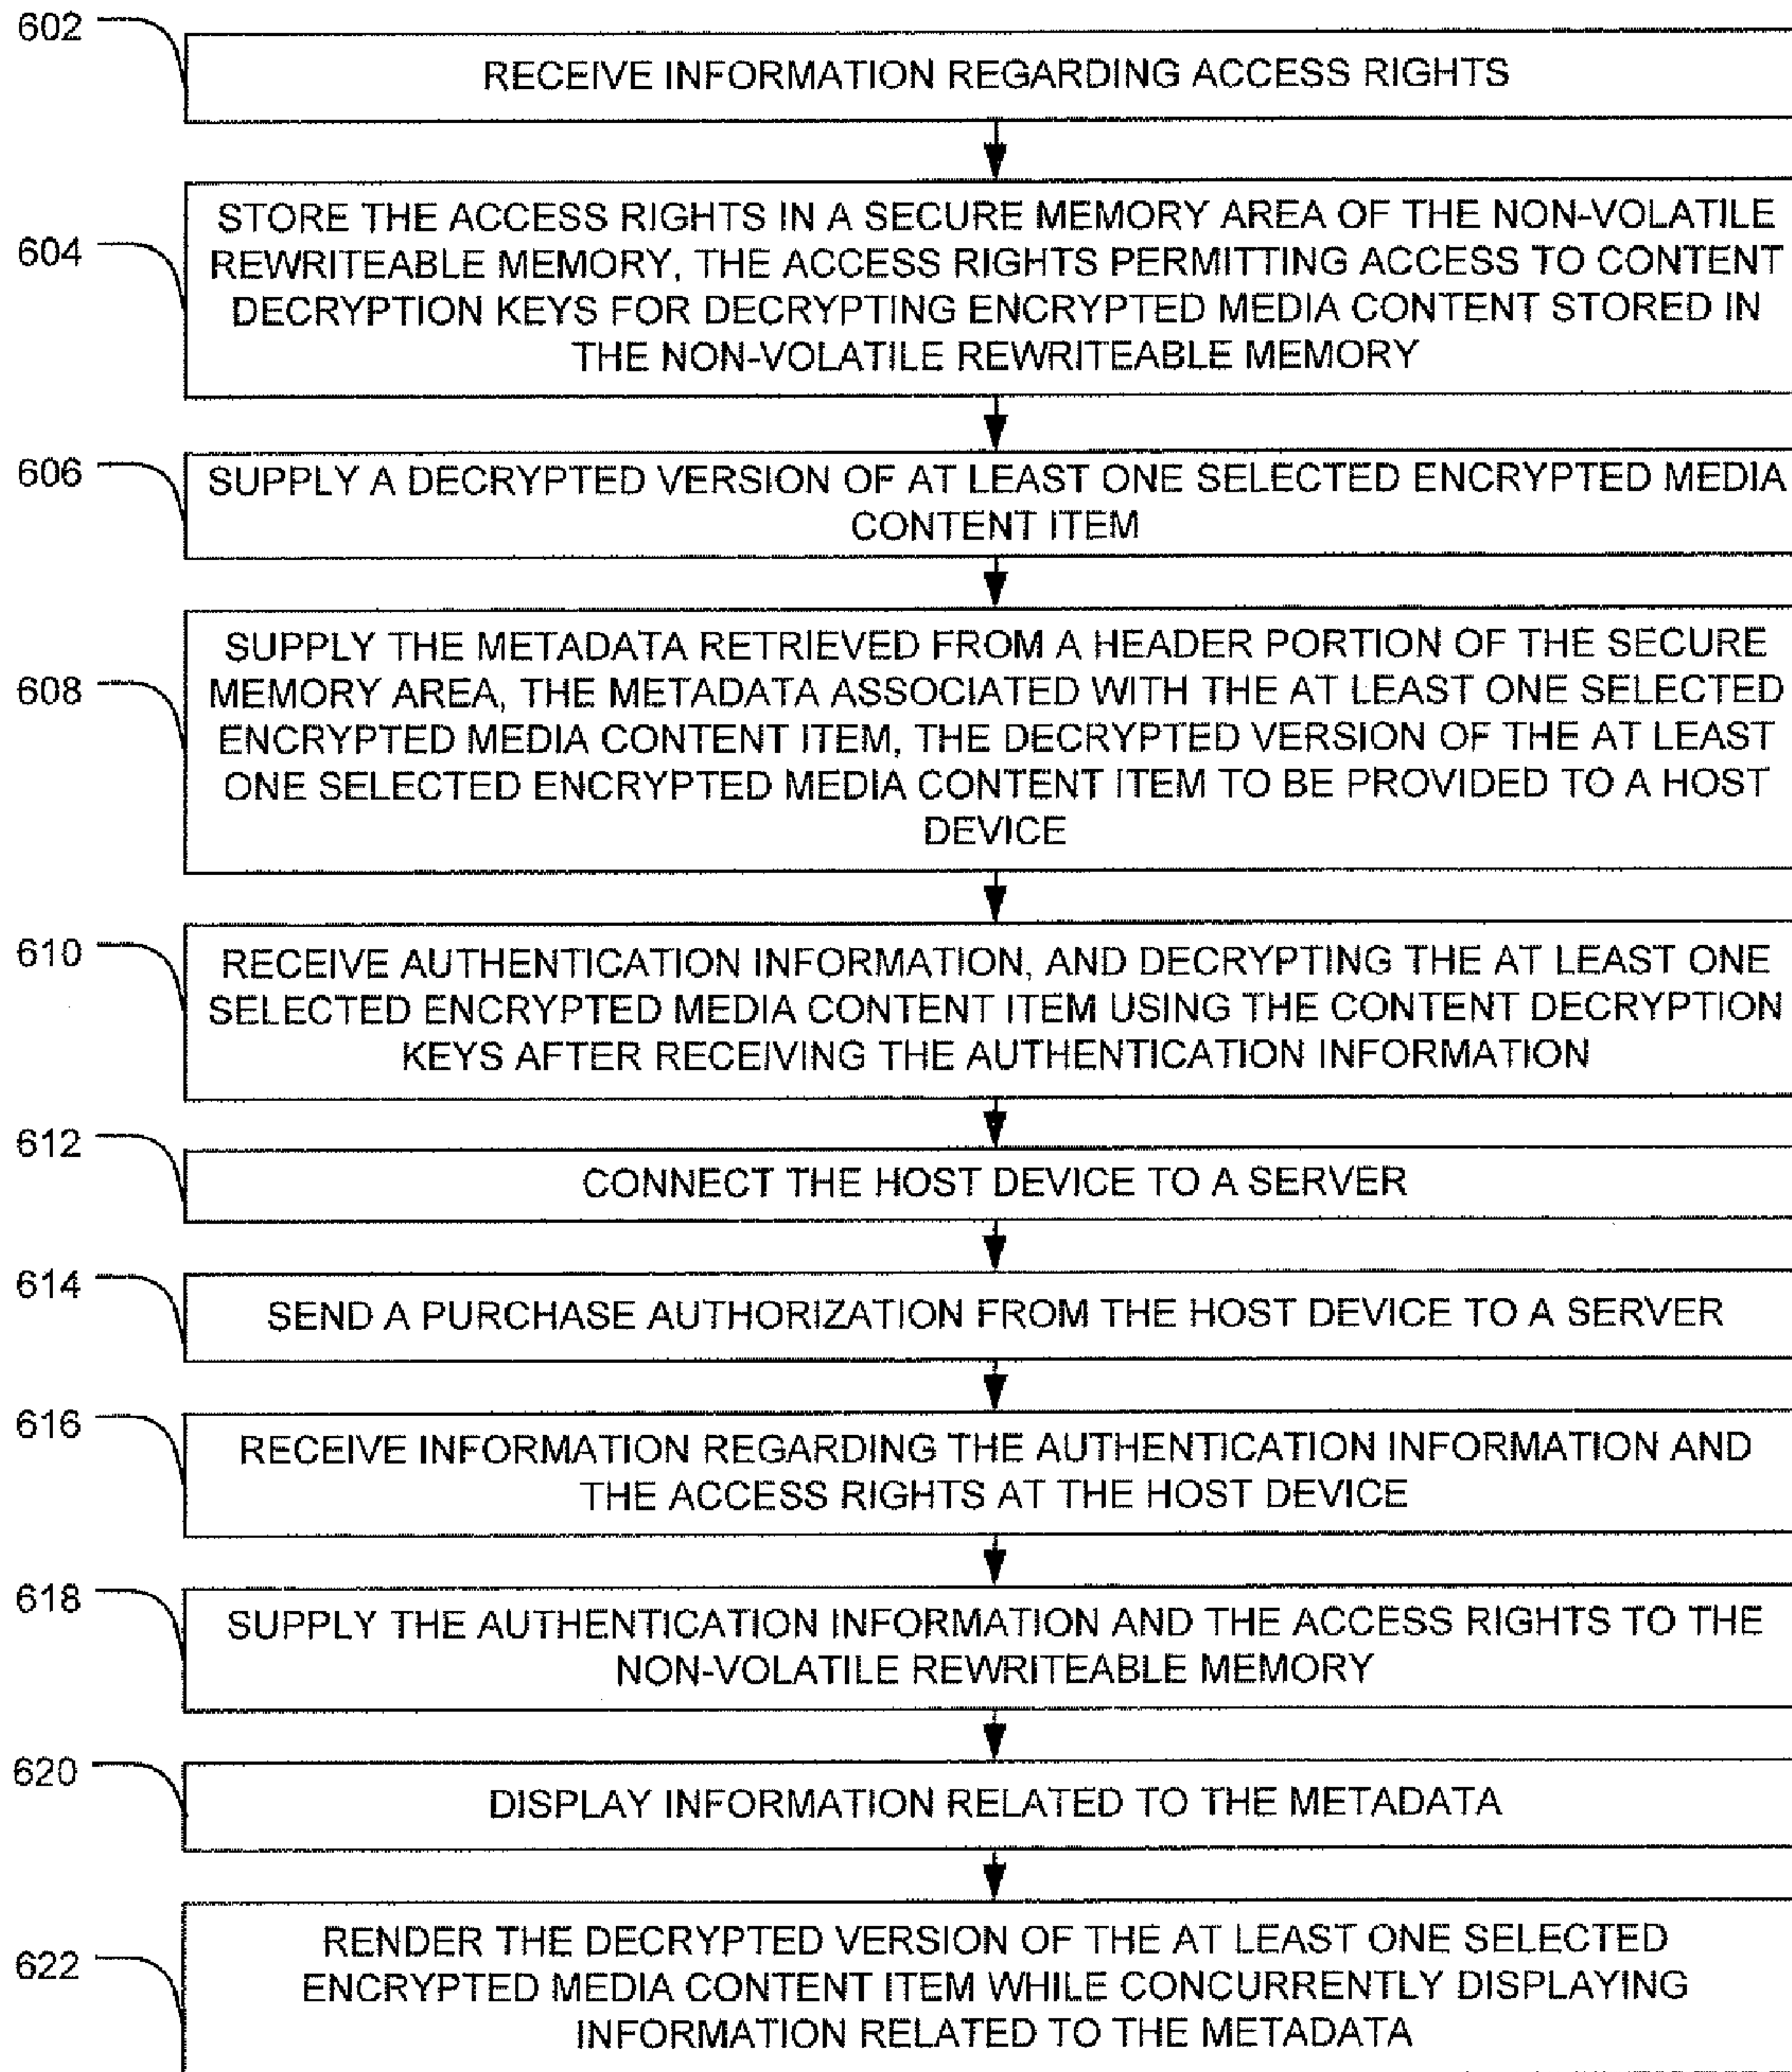 602
RECEIVE INFORMATION REGARDING ACCESS RIGHTS
604
STORE THE ACCESS RIGHTS IN A SECURE MEMORY AREA OF THE NON-VOLATILE
REWRITEABLE MEMORY, THE ACCESS RIGHTS PERMITTING ACCESS TO CONTENT
DECRYPTION KEYS FOR DECRYPTING ENCRYPTED MEDIA CONTENT STORED IN
THE NON-VOLATILE REWRITEABLE MEMORY
606
SUPPLY A DECRYPTED VERSION OF AT LEAST ONE SELECTED ENCRYPTED MEDIA
CONTENT ITEM
608
SUPPLY THE METADATA RETRIEVED FROM A HEADER PORTION OF THE SECURE
MEMORY AREA, THE METADATA ASSOCIATED WITH THE AT LEAST ONE SELECTED
ENCRYPTED MEDIA CONTENT ITEM, THE DECRYPTED VERSION OF THE AT LEAST
ONE SELECTED ENCRYPTED MEDIA CONTENT ITEM TO BE PROVIDED TO A HOST
DEVICE
610
RECEIVE AUTHENTICATION INFORMATION, AND DECRYPTING THE AT LEAST ONE
SELECTED ENCRYPTED MEDIA CONTENT ITEM USING THE CONTENT DECRYPTION
KEYS AFTER RECEIVING THE AUTHENTICATION INFORMATION
612
CONNECT THE HOST DEVICE TO A SERVER
614
SEND A PURCHASE AUTHORIZATION FROM THE HOST DEVICE TO A SERVER
616
RECEIVE INFORMATION REGARDING THE AUTHENTICATION INFORMATION AND
THE ACCESS RIGHTS AT THE HOST DEVICE
618
SUPPLY THE AUTHENTICATION INFORMATION AND THE ACCESS RIGHTS TO THE
NON-VOLATILE REWRITEABLE MEMORY
620
DISPLAY INFORMATION RELATED TO THE METADATA
622
RENDER THE DECRYPTED VERSION OF THE AT LEAST ONE SELECTED
ENCRYPTED MEDIA CONTENT ITEM WHILE CONCURRENTLY DISPLAYING
INFORMATION RELATED TO THE METADATA